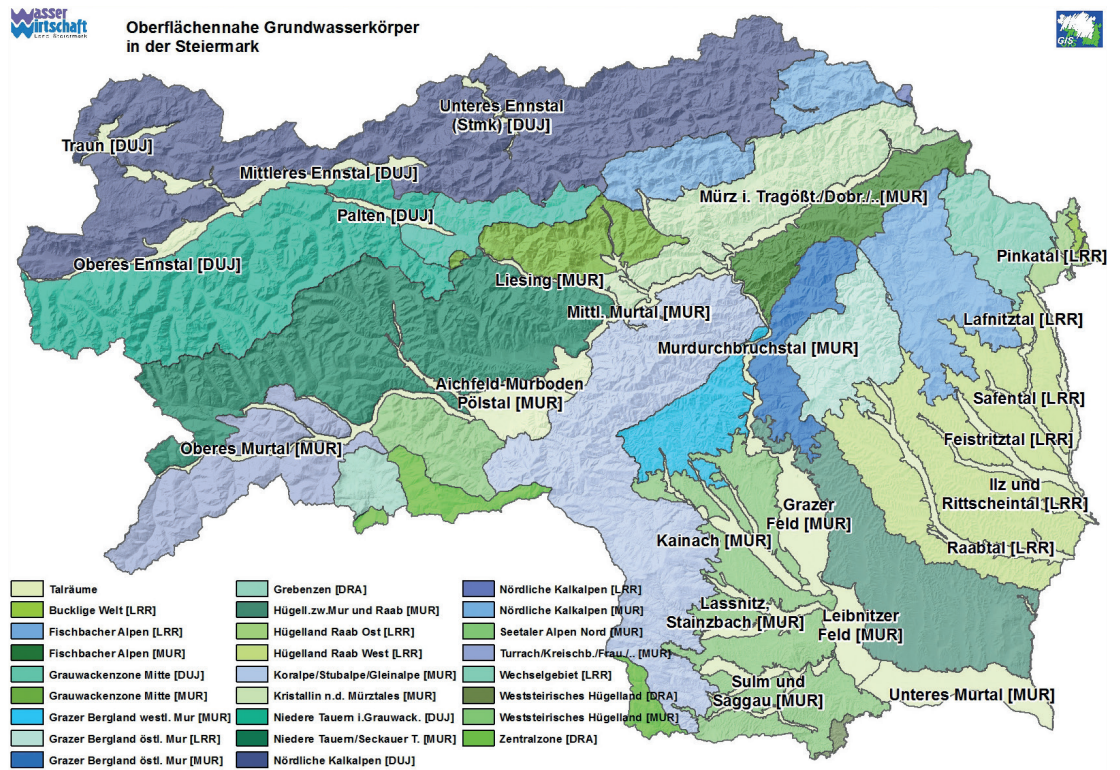 Wasser
Wirtschaft
Land Steiermark
Oberflächennahe Grundwasserkörper
in der Steiermark
GIS
Unteres Ennstal
(Stmk) [DUJ]
Traun [DUJ]
Mittleres Ennstal [DUJ]
Mürz i. Tragößt./Dobr./..[MUR]
Palten [DUJ]
Pinkatal [LRR]
Oberes Ennstal [DUJ]
Liesing [MUR]
Mittl. Murtal [MUR]
Lafnitztal [LRR]
Murdurchbruchstal [MUR]
Aichfeld-Murboden
Pölstal [MUR]
Safental [LRR]
Feistritztal [LRR]
Oberes Murtal [MUR]
Ilz und
Rittscheintal [LRR]
Grazer
Feld [MUR]
Kainach [MUR]
Raabtal [LRR]
Lassnitz,
Stainzbach [MUR]
Leibnitzer
Feld [MUR]
Sulm und
Saggau [MUR]
Unteres Murtal [MUR]
Talräume
Bucklige Welt [LRR]
Fischbacher Alpen [LRR]
Fischbacher Alpen [MUR]
Grauwackenzone Mitte [DUJ]
Grauwackenzone Mitte [MUR]
Grazer Bergland westl. Mur [MUR]
Grazer Bergland östl. Mur [LRR]
Grazer Bergland östl. Mur [MUR]
Grebenzen [DRA]
Hügell.zw.Mur und Raab [MUR]
Hügelland Raab Ost [LRR]
Hügelland Raab West [LRR]
Koralpe/Stubalpe/Gleinalpe [MUR]
Kristallin n.d. Mürztales [MUR]
Niedere Tauern i.Grauwack. [DUJ]
Niedere Tauern/Seckauer T. [MUR]
Nördliche Kalkalpen [DUJ]
Nördliche Kalkalpen [LRR]
Nördliche Kalkalpen [MUR]
Seetaler Alpen Nord [MUR]
Turrach/Kreischb./Frau./.. [MUR]
Wechselgebiet [LRR]
Weststeirisches Hügelland [DRA]
Weststeirisches Hügelland [MUR]
Zentralzone [DRA]